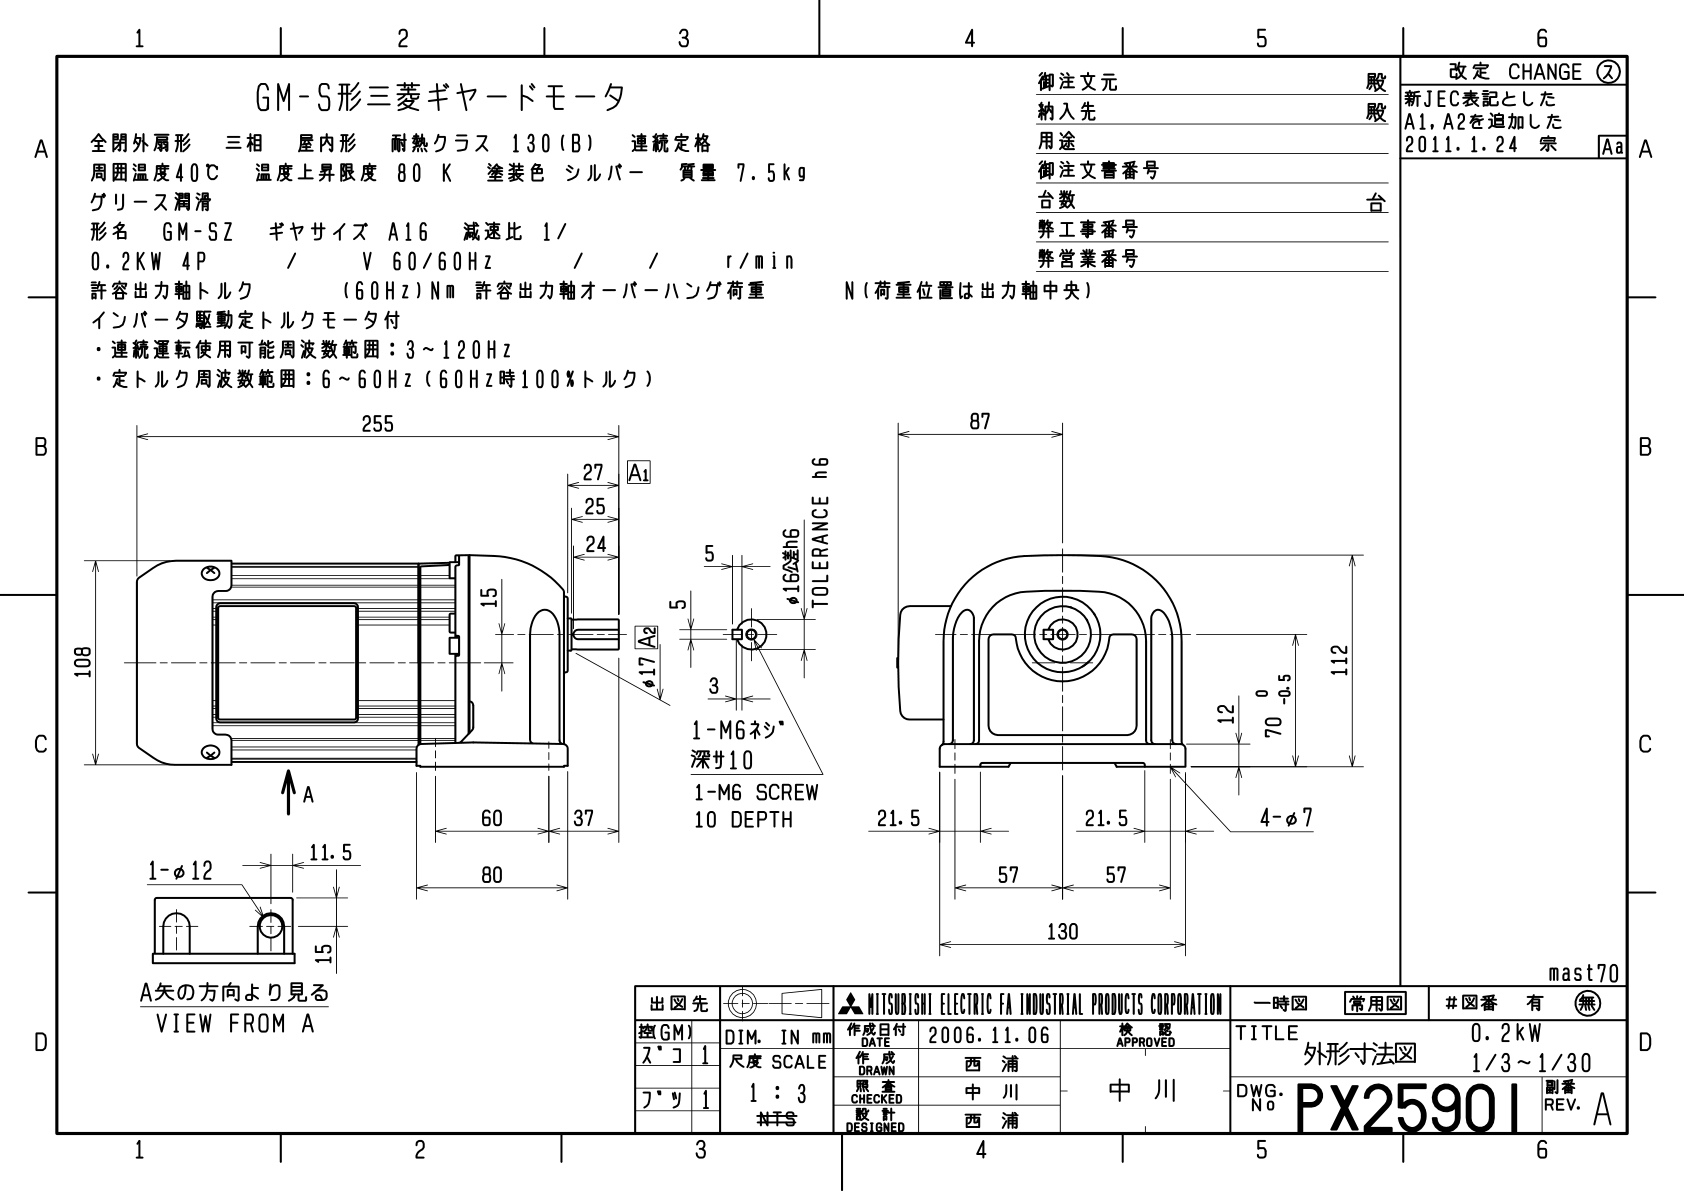 1 2 3 4 5 6
A
B
C
D
GM-S形三菱ギヤードモータ
全閉外扇形 三相 屋内形 耐熱クラス 130(B) 連続定格
周囲温度40℃ 温度上昇限度 80 K 塗装色 シルバー 質量 7.5kg
グリース潤滑
形名 GM-SZ ギヤサイズ A16 減速比 1/
0.2KW 4P / V 60/60Hz / / r/min
許容出力軸トルク (60Hz)Nm 許容出力軸オーバーハング荷重 N(荷重位置は出力軸中央)
インバータ駆動定トルクモータ付
・連続運転使用可能周波数範囲：3～120Hz
・定トルク周波数範囲：6～60Hz(60Hz時100%トルク)
御注文元 殿
納入先 殿
用途
御注文書番号
台数 台
弊工事番号
弊営業番号
改定 CHANGE ス
新JEC表記とした
A1,A2を追加した
2011.1.24 宗 Aa
A
B
C
D
255
27 A1
25
24
15
108
φ17 A2
60 37
80
A
5
5
3
φ16公差h6
TOLERANCE h6
1-M6ネジ
深サ10
1-M6 SCREW
10 DEPTH
87
112
12
70 0 -0.5
21.5 21.5
4-φ7
57 57
130
1-φ12
11.5
15
A矢の方向より見る
VIEW FROM A
mast70
出図先
控(GM)
ズコ 1
ブツ 1
DIM. IN mm
尺度 SCALE
1 : 3
NTS
MITSUBISHI ELECTRIC FA INDUSTRIAL PRODUCTS CORPORATION
作成日付 DATE 2006.11.06
作成 DRAWN 西浦
照査 CHECKED 中川
設計 DESIGNED 西浦
検認 APPROVED
中川
一時図 常用図 #図番 有 無
TITLE 0.2kW
外形寸法図 1/3～1/30
DWG. No PX25901
副番 REV. A
1 2 3 4 5 6